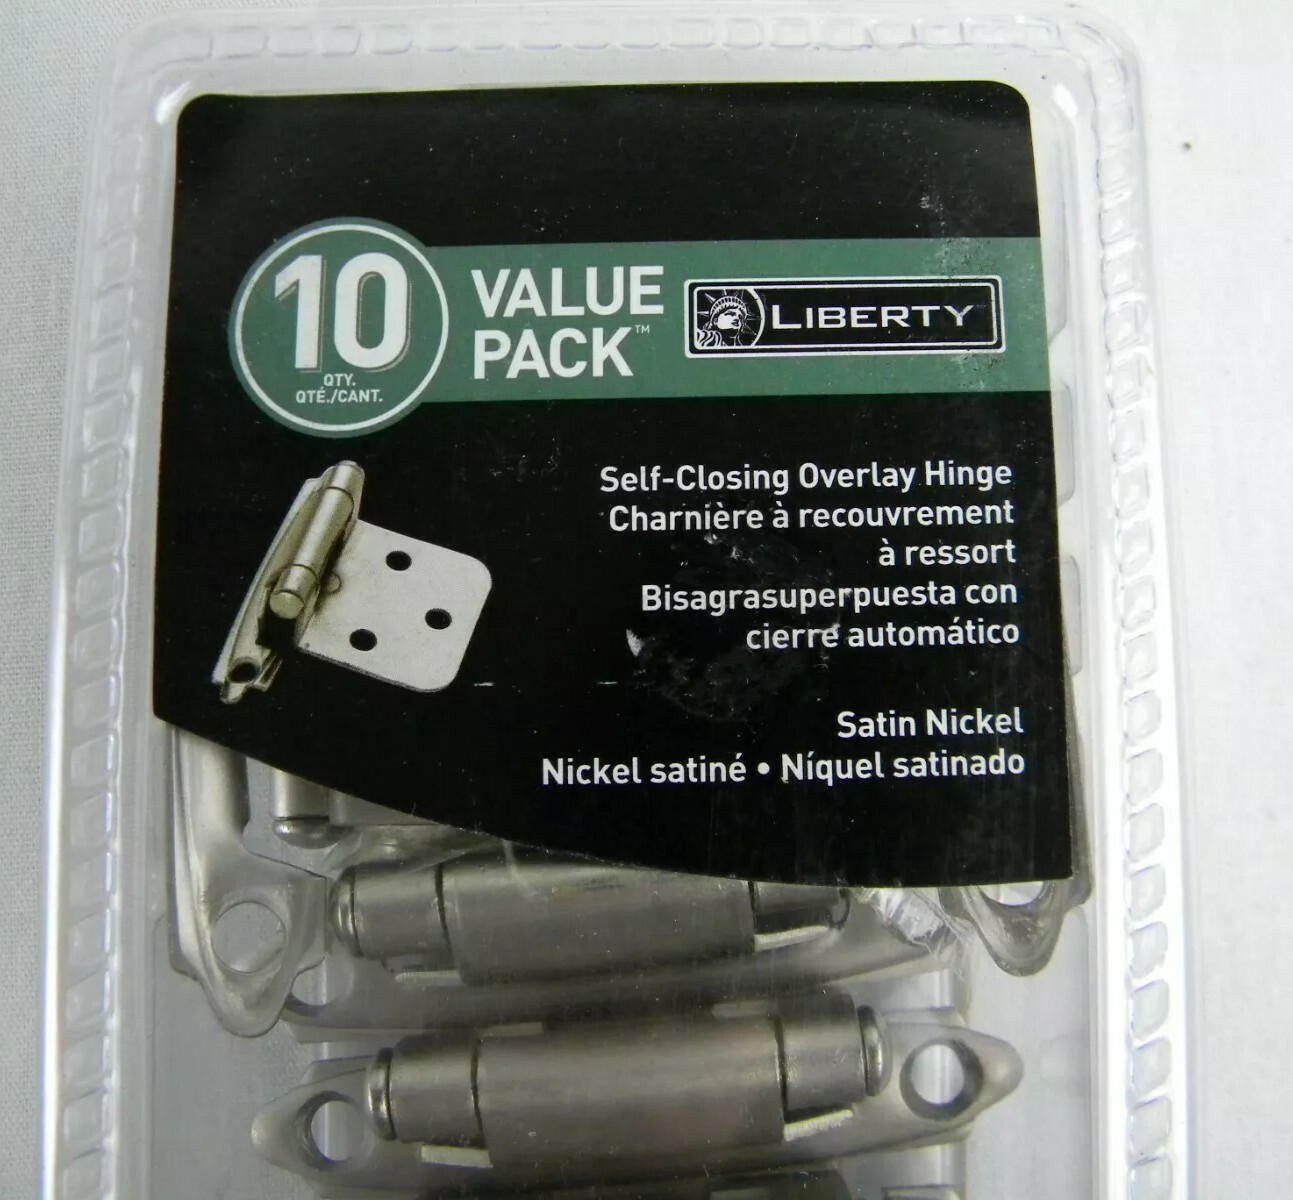 10
QTY.
QTÉ./CANT.
VALUE
PACK™
LIBERTY
Self-Closing Overlay Hinge
Charnière à recouvrement
à ressort
Bisagrasuperpuesta con
cierre automático
Satin Nickel
Nickel satiné • Níquel satinado